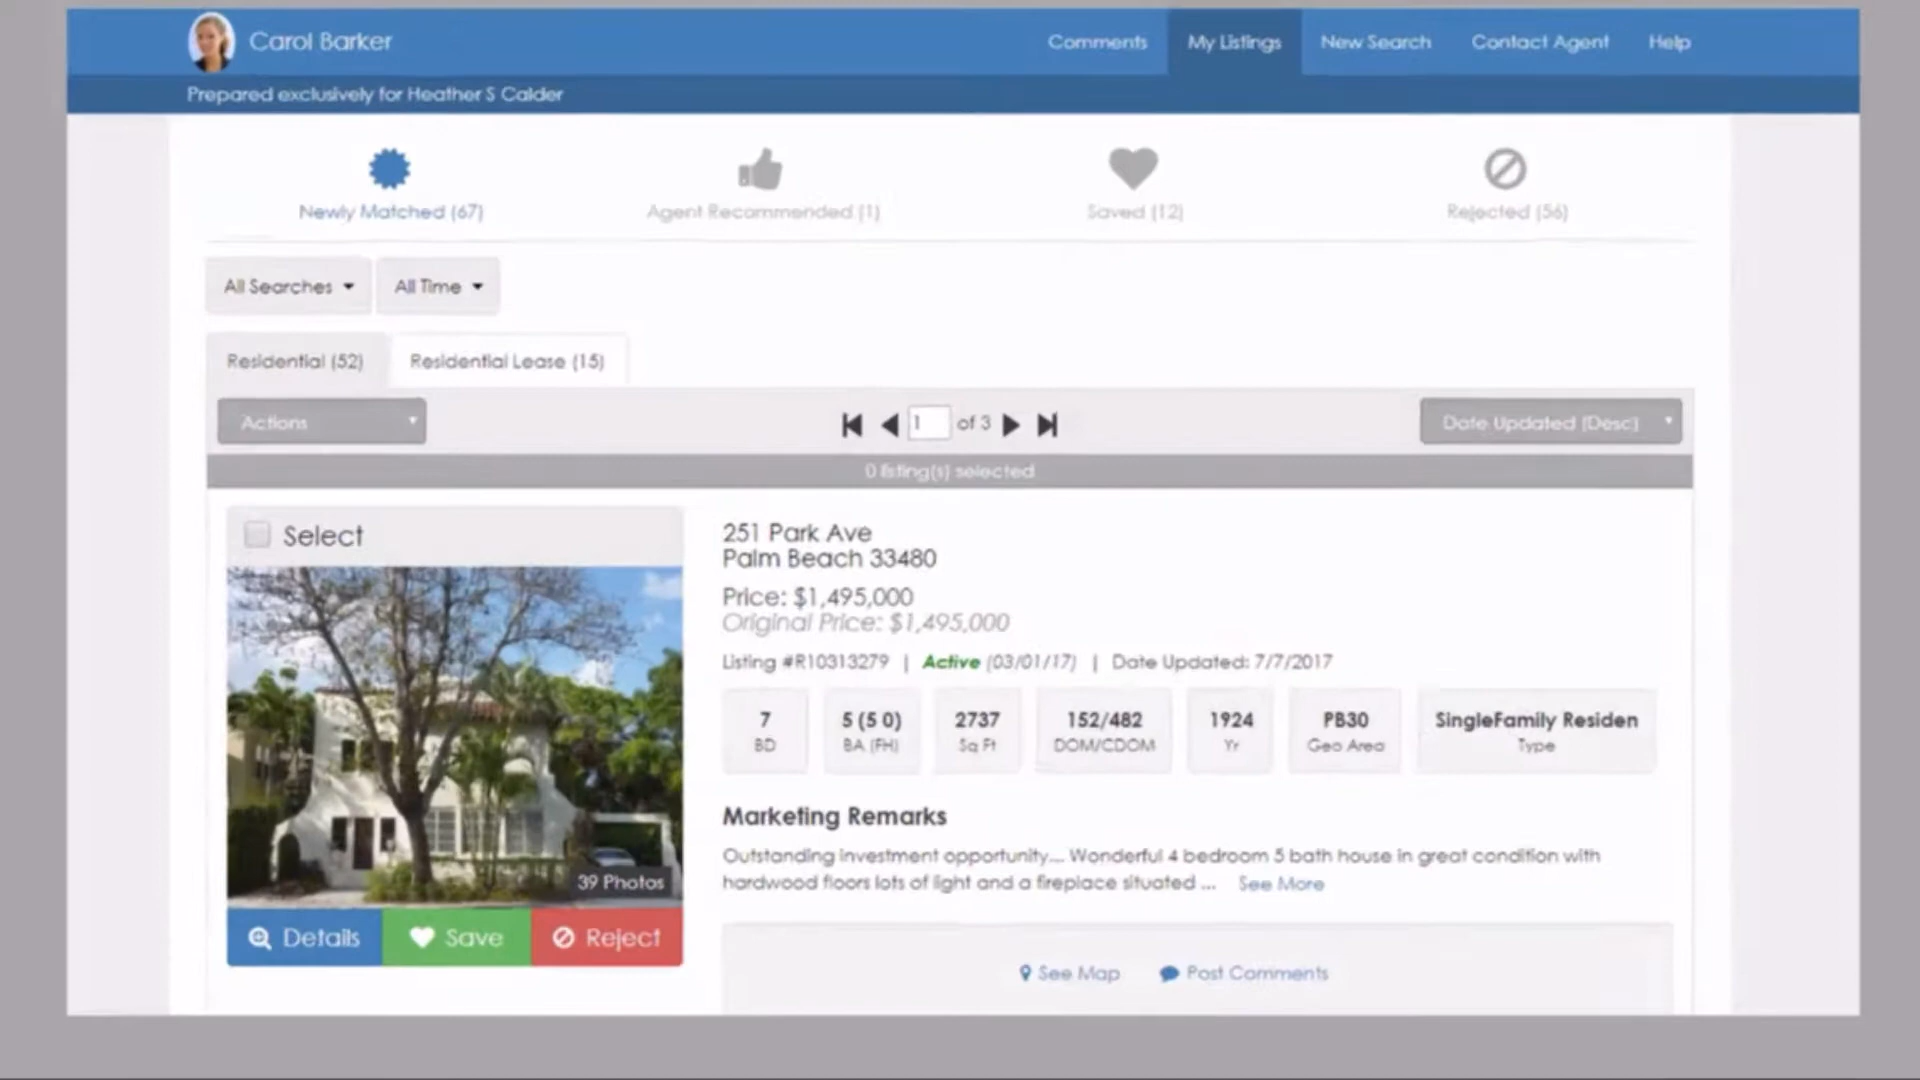 Carol Barker
Comments
My Listings
New Search
Contact Agent
Help
Prepared exclusively for Heather S Calder
Newly Matched (67)
Agent Recommended (1)
Saved (12)
Rejected (56)
All Searches
All Time
Residential (52)
Residential Lease (15)
Actions
1 of 3
Date Updated (Desc)
0 listing(s) selected
Select
39 Photos
Details
Save
Reject
251 Park Ave
Palm Beach 33480
Price: $1,495,000
Original Price: $1,495,000
Listing #R10313279 | Active (03/01/17) | Date Updated: 7/7/2017
7
BD
5 (5 0)
BA (FH)
2737
Sq Ft
152/482
DOM/CDOM
1924
Yr
PB30
Geo Area
SingleFamily Residen
Type
Marketing Remarks
Outstanding investment opportunity... Wonderful 4 bedroom 5 bath house in great condition with
hardwood floors lots of light and a fireplace situated ... See More
See Map
Post Comments